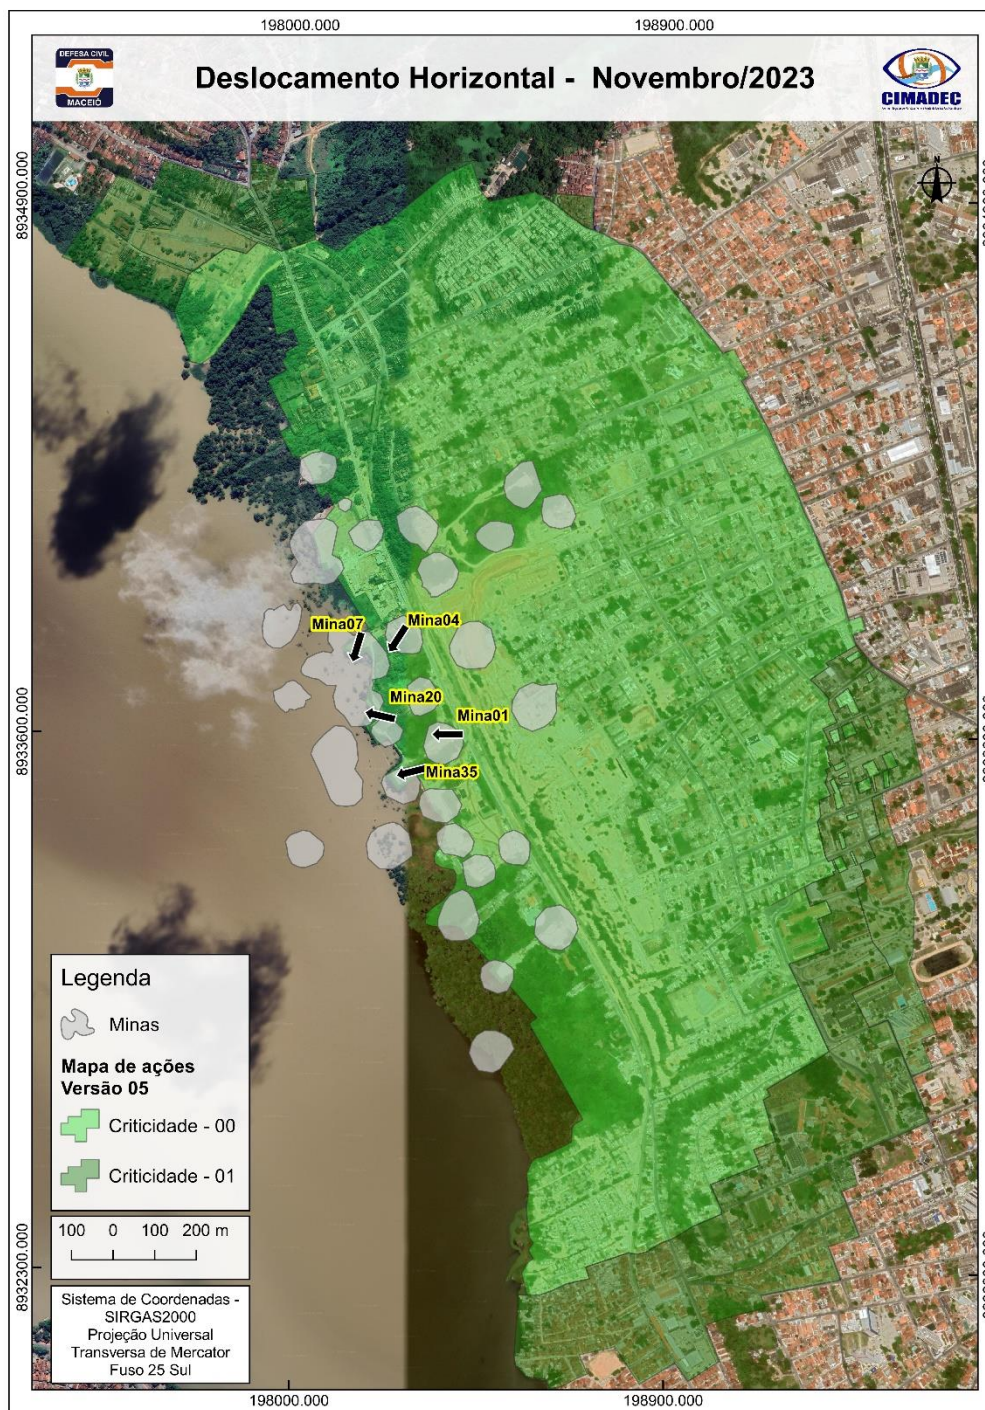 198000.000
198900.000
DEFESA CIVIL
MACEIÓ
Deslocamento Horizontal - Novembro/2023
CIMADEC
N
8934900.000
Mina07
Mina04
Mina20
Mina01
8933600.000
Mina35
Legenda
Minas
Mapa de ações
Versão 05
Criticidade - 00
Criticidade - 01
100 0 100 200 m
8932300.000
Sistema de Coordenadas -
SIRGAS2000
Projeção Universal
Transversa de Mercator
Fuso 25 Sul
198000.000
198900.000